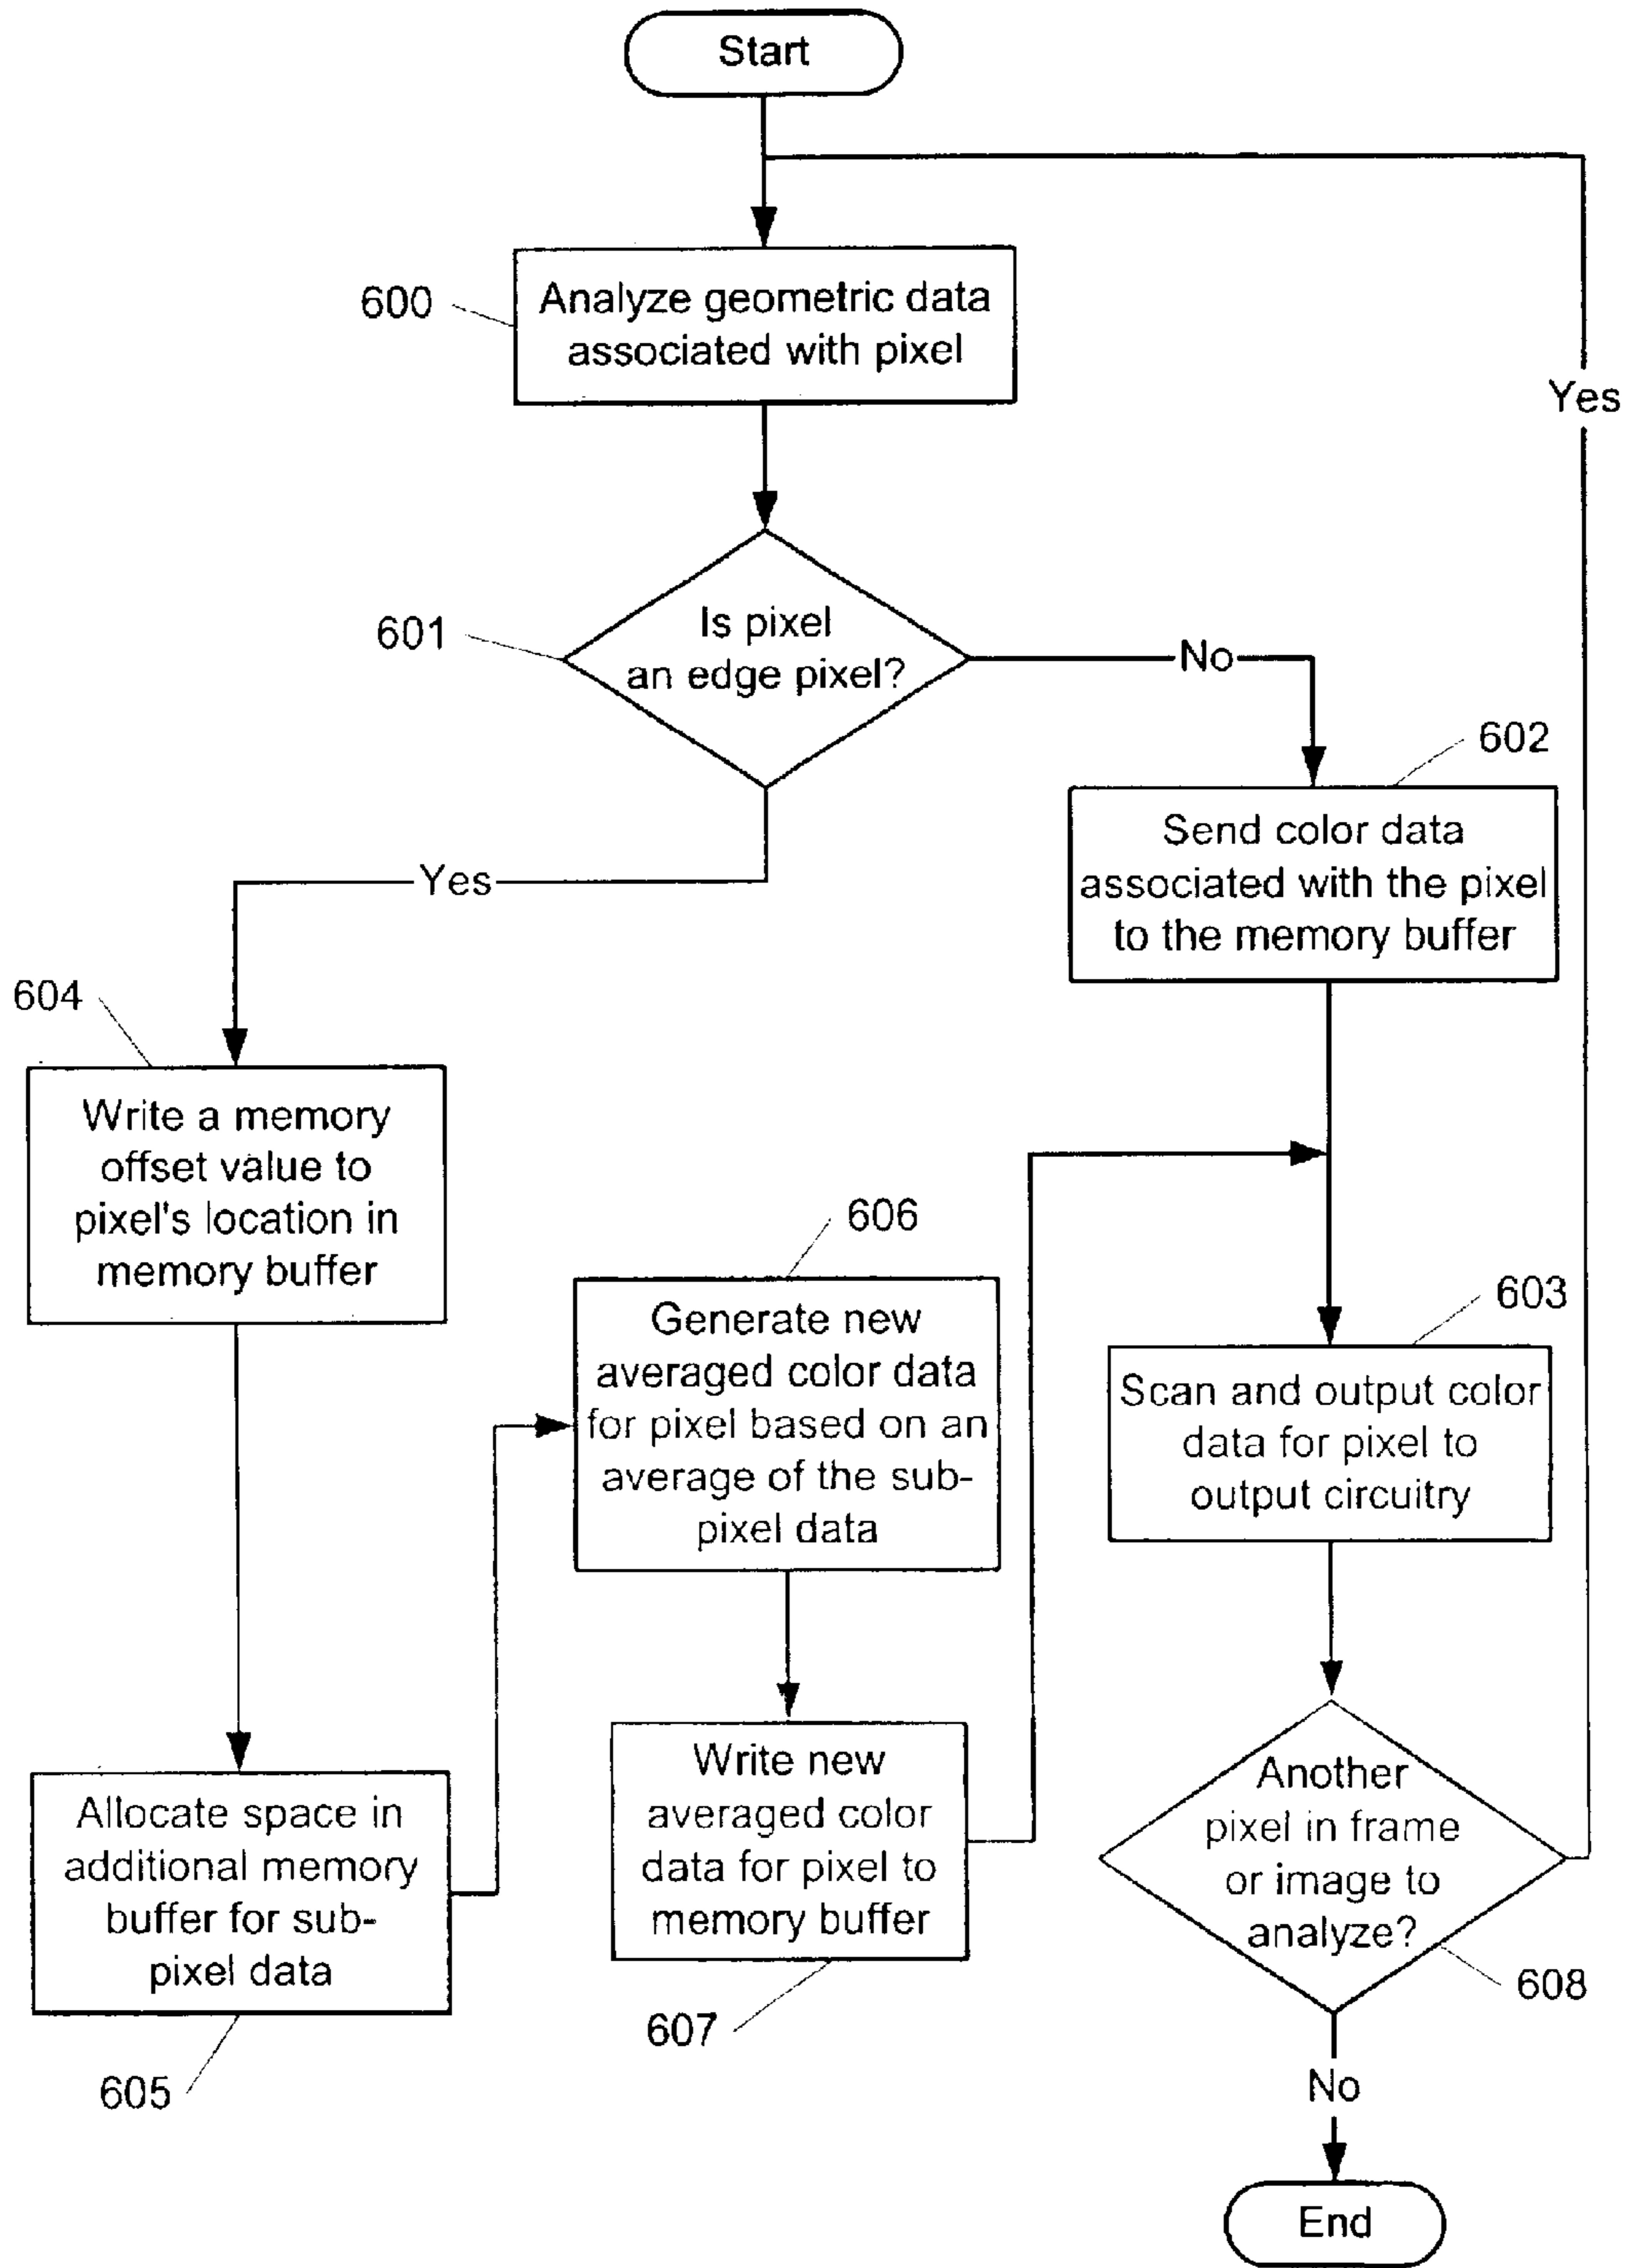 Start
600
Analyze geometric data
associated with pixel
Yes
601
Is pixel
an edge pixel?
No
602
Send color data
associated with the pixel
to the memory buffer
Yes
604
Write a memory
offset value to
pixel's location in
memory buffer
606
Generate new
averaged color data
for pixel based on an
average of the sub-
pixel data
603
Scan and output color
data for pixel to
output circuitry
Allocate space in
additional memory
buffer for sub-
pixel data
605
Write new
averaged color
data for pixel to
memory buffer
607
Another
pixel in frame
or image to
analyze?
608
No
End